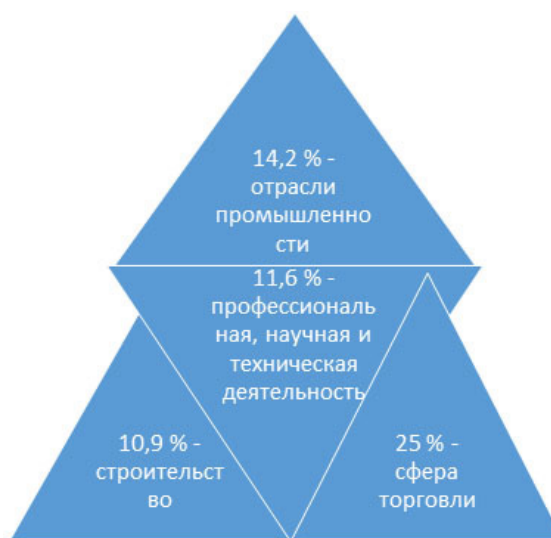 14,2 % -
отрасли
промышленно
сти
11,6 % -
профессиональ
ная, научная и
техническая
деятельность
10,9 % -
строительст
во
25 % -
сфера
торговли